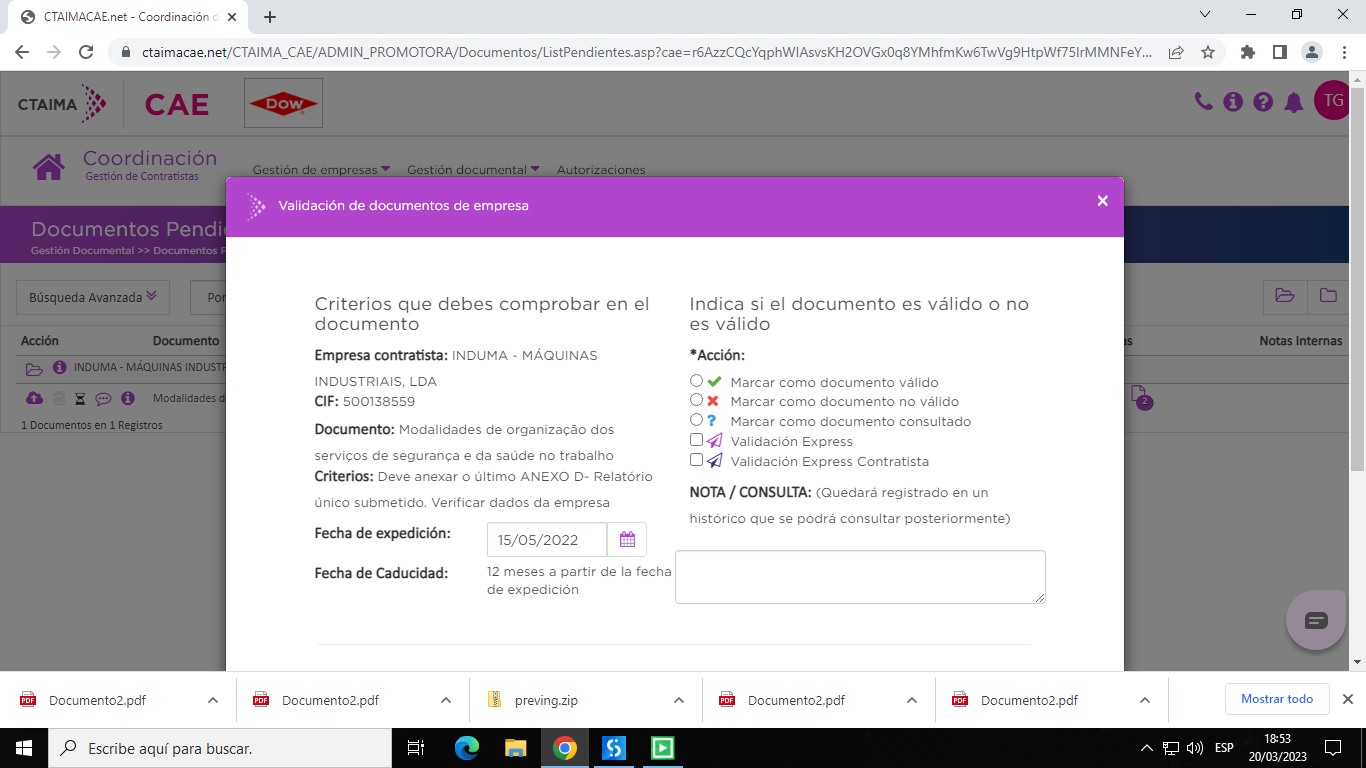 CTAIMACAE.net - Coordinación d
ctaimacae.net/CTAIMA_CAE/ADMIN_PROMOTORA/Documentos/ListPendientes.asp?cae=r6AzzCQcYqphWIAsvsKH2OVGx0q8YMhfmKw6TwVg9HtpWf75IrMMNFeY...
CTAIMA CAE Dow TG
Coordinación
Gestión de Contratistas
Gestión de empresas Gestión documental Autorizaciones
Validación de documentos de empresa ×
Documentos Pendi
Gestión Documental >> Documentos P
Búsqueda Avanzada Por
Acción Documento as Notas Internas
INDUMA - MÁQUINAS INDUSTR
Modalidades d 2
1 Documentos en 1 Registros
Criterios que debes comprobar en el
documento
Empresa contratista: INDUMA - MÁQUINAS
INDUSTRIAIS, LDA
CIF: 500138559
Documento: Modalidades de organização dos
serviços de segurança e da saúde no trabalho
Criterios: Deve anexar o último ANEXO D- Relatório
único submetido. Verificar dados da empresa
Fecha de expedición: 15/05/2022
Fecha de Caducidad: 12 meses a partir de la fecha
de expedición
Indica si el documento es válido o no
es válido
*Acción:
Marcar como documento válido
Marcar como documento no válido
? Marcar como documento consultado
Validación Express
Validación Express Contratista
NOTA / CONSULTA: (Quedará registrado en un
histórico que se podrá consultar posteriormente)
Documento2.pdf Documento2.pdf preving.zip Documento2.pdf Documento2.pdf Mostrar todo
Escribe aquí para buscar. ESP 18:53
20/03/2023